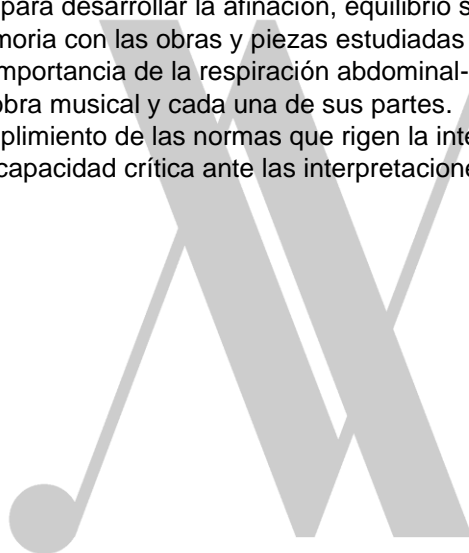 para desarrollar la afinación, equilibrio s
moria con las obras y piezas estudiadas
mportancia de la respiración abdominal-
obra musical y cada una de sus partes.
plimiento de las normas que rigen la inte
capacidad crítica ante las interpretacione